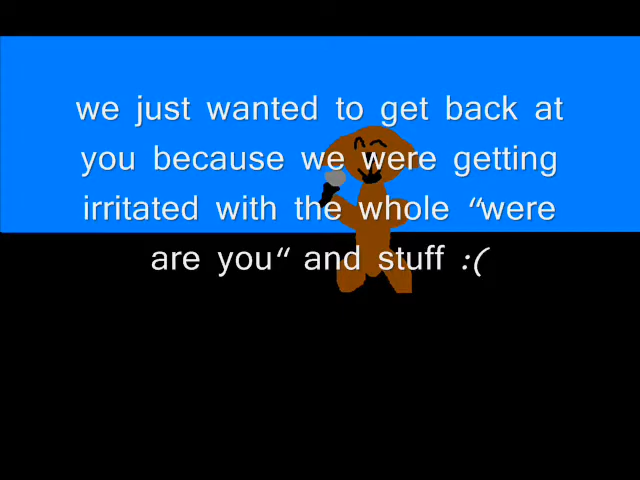 we just wanted to get back at
you because we were getting
irritated with the whole “were
are you“ and stuff :(